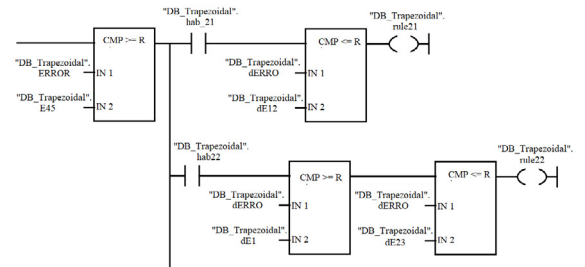 "DB_Trapezoidal".
hab_21
"DB_Trapezoidal".
rule21
CMP >= R
CMP <= R
"DB_Trapezoidal".
ERROR
IN 1
"DB_Trapezoidal".
dERRO
IN 1
"DB_Trapezoidal".
E45
IN 2
"DB_Trapezoidal".
dE12
IN 2
"DB_Trapezoidal".
hab22
"DB_Trapezoidal".
rule22
CMP >= R
CMP <= R
"DB_Trapezoidal".
dERRO
IN 1
"DB_Trapezoidal".
dERRO
IN 1
"DB_Trapezoidal".
dE1
IN 2
"DB_Trapezoidal".
dE23
IN 2